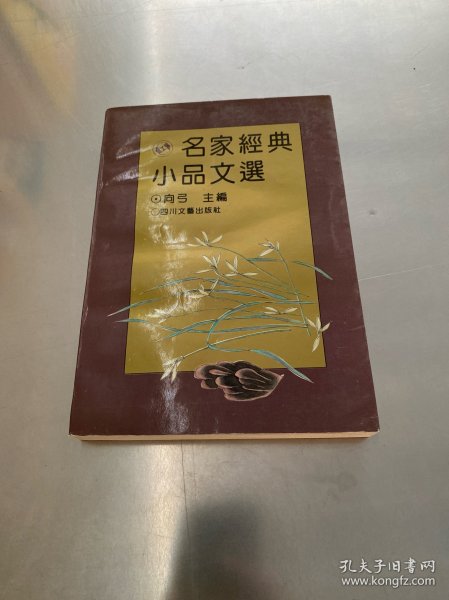 名家經典
小品文選
向弓 主編
四川文藝出版社
孔夫子旧书网
www.kongfz.com